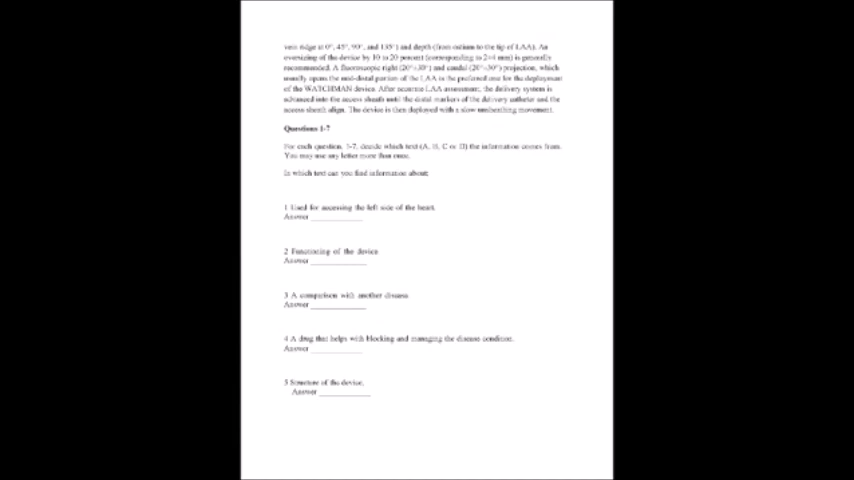 vein ridge at 0°, 45°, 90°, and 135°) and depth (from ostium to the tip of LAA). An
oversizing of the device by 10 to 20 percent (corresponding to 2–4 mm) is generally
recommended. A fluoroscopic right (20°–30°) and caudal (20°–30°) projection, which
usually opens the mid-distal portion of the LAA is the preferred one for the deployment
of the WATCHMAN device. After accurate LAA assessment, the delivery system is
advanced into the access sheath until the distal markers of the delivery catheter and the
access sheath align. The device is then deployed with a slow unsheathing movement.
Questions 1-7
For each question, 1-7, decide which text (A, B, C or D) the information comes from.
You may use any letter more than once.
In which text can you find information about:
1 Used for accessing the left side of the heart.
Answer ______________
2 Functioning of the device
Answer ______________
3 A comparison with another disease
Answer ______________
4 A drug that helps with blocking and managing the disease condition.
Answer ______________
5 Structure of the device.
Answer ______________